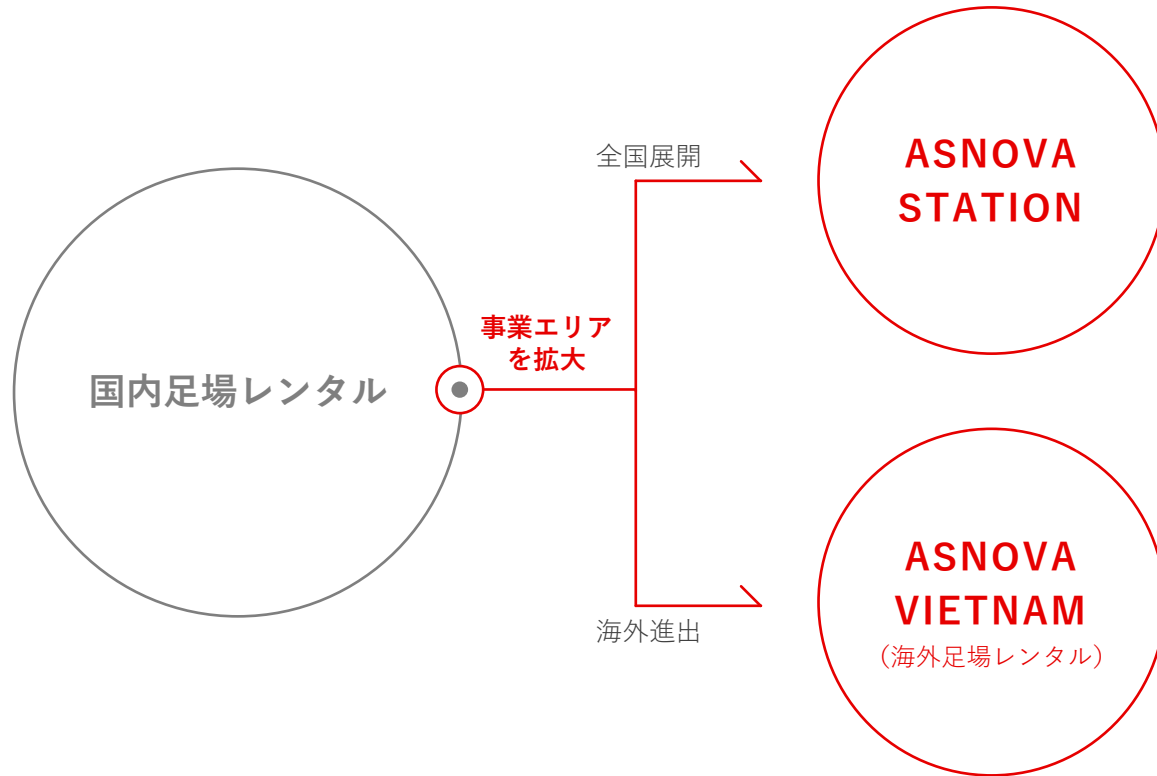 国内足場レンタル
事業エリア
を拡大
全国展開
ASNOVA
STATION
海外進出
ASNOVA
VIETNAM
（海外足場レンタル）